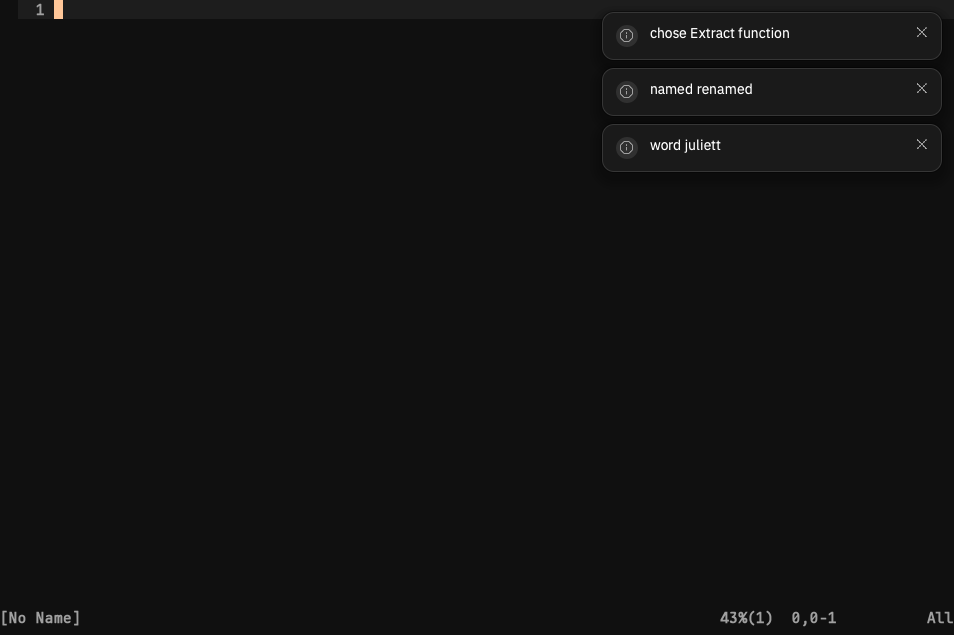 1
chose Extract function
named renamed
word juliett
[No Name] 43%(1) 0,0-1 All